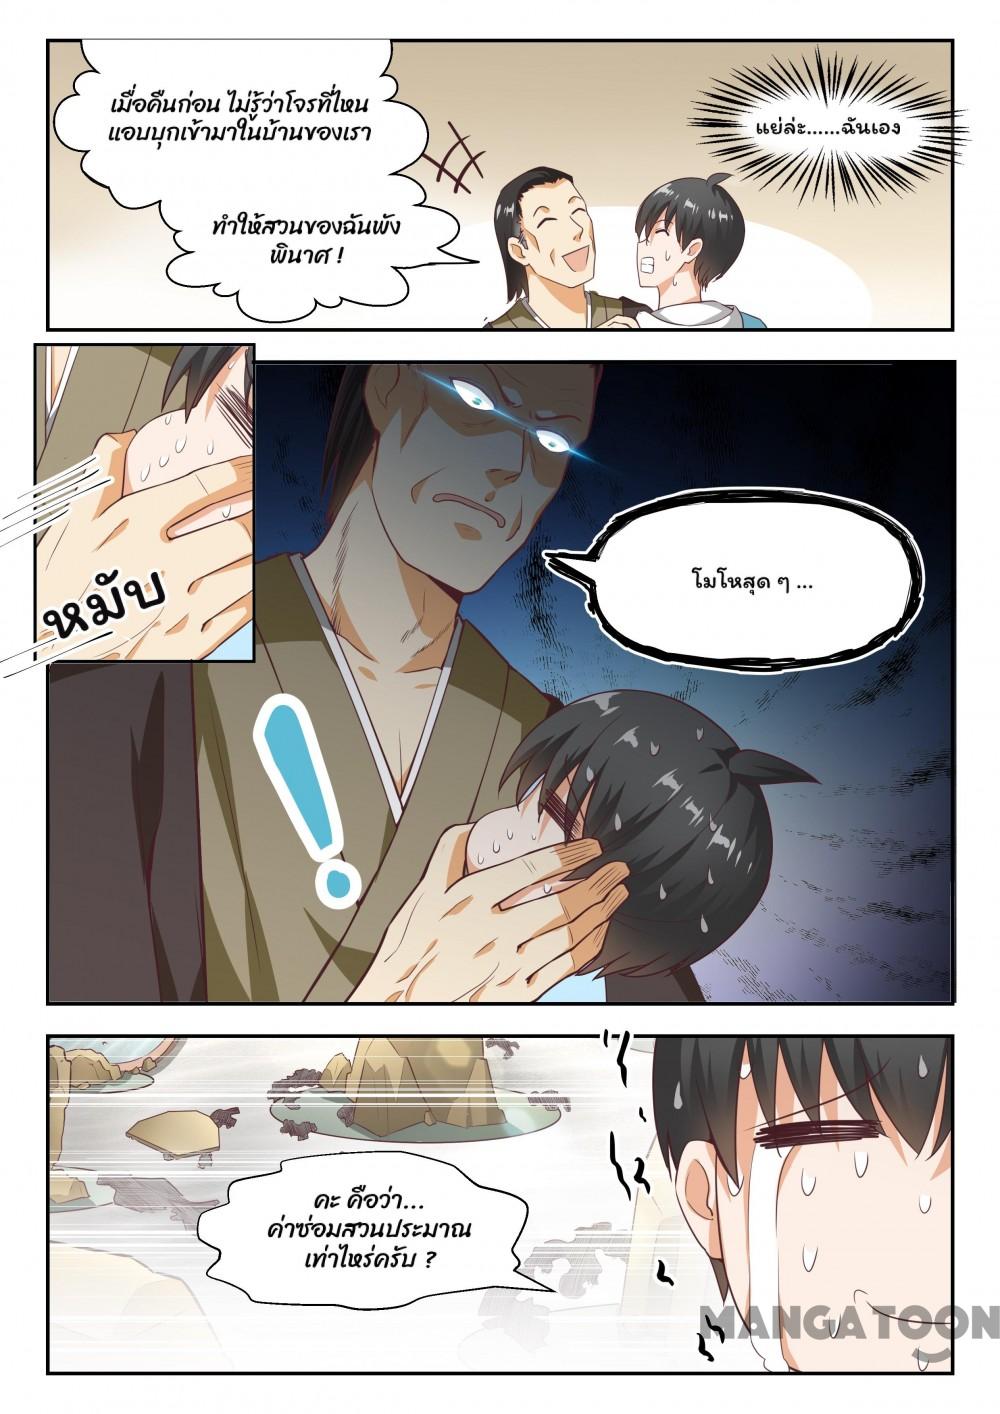 เมื่อคืนก่อน ไม่รู้ว่าโจรที่ไหน
แอบบุกเข้ามาในบ้านของเรา
ทำให้สวนของฉันพัง
พินาศ !
แย่ล่ะ......ฉันเอง
หมับ
โมโหสุด ๆ ...
คะ คือว่า...
ค่าซ่อมสวนประมาณ
เท่าไหร่ครับ ?
MANGATOON